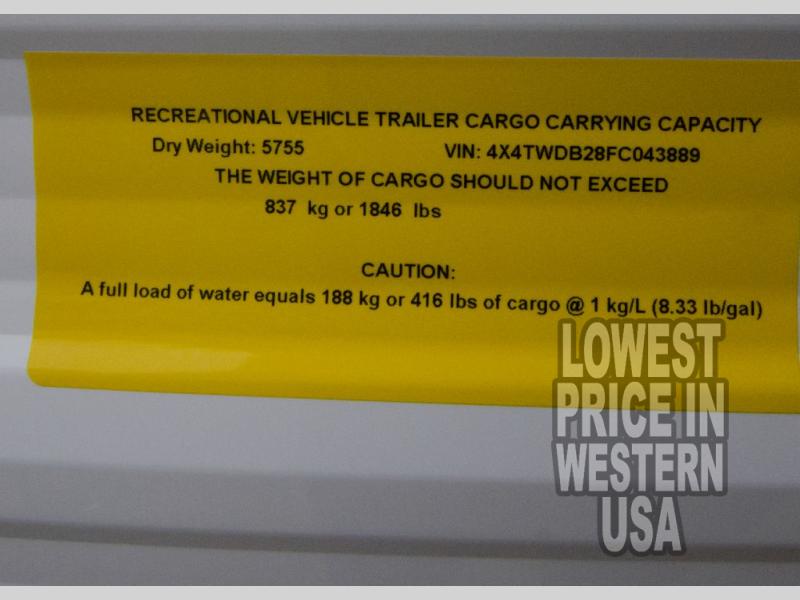 RECREATIONAL VEHICLE TRAILER CARGO CARRYING CAPACITY
Dry Weight: 5755 VIN: 4X4TWDB28FC043889
THE WEIGHT OF CARGO SHOULD NOT EXCEED
837 kg or 1846 lbs
CAUTION:
A full load of water equals 188 kg or 416 lbs of cargo @ 1 kg/L (8.33 lb/gal)
LOWEST
PRICE IN
WESTERN
USA